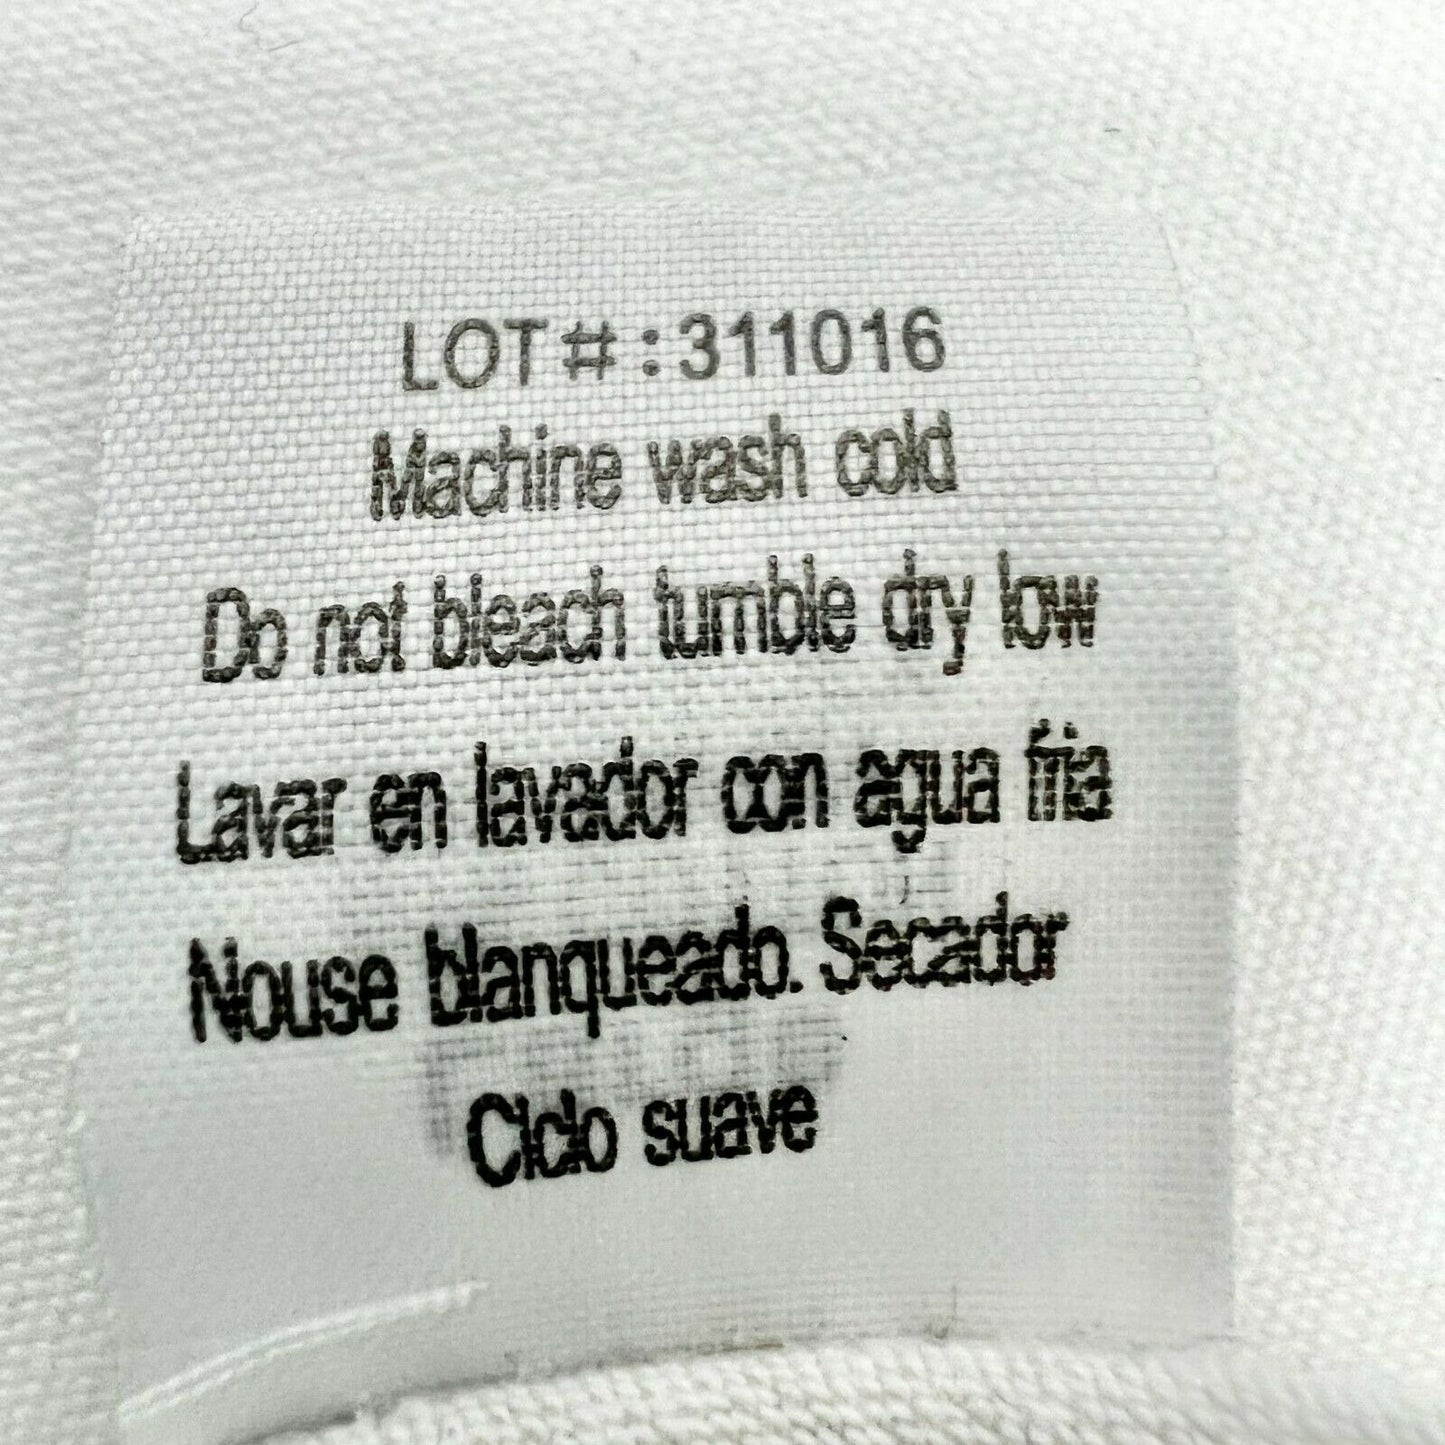 LOT#:311016
Machine wash cold
Do not bleach tumble dry low
Lavar en lavador con agua fria
Nouse blanqueado. Secador
Ciclo suave